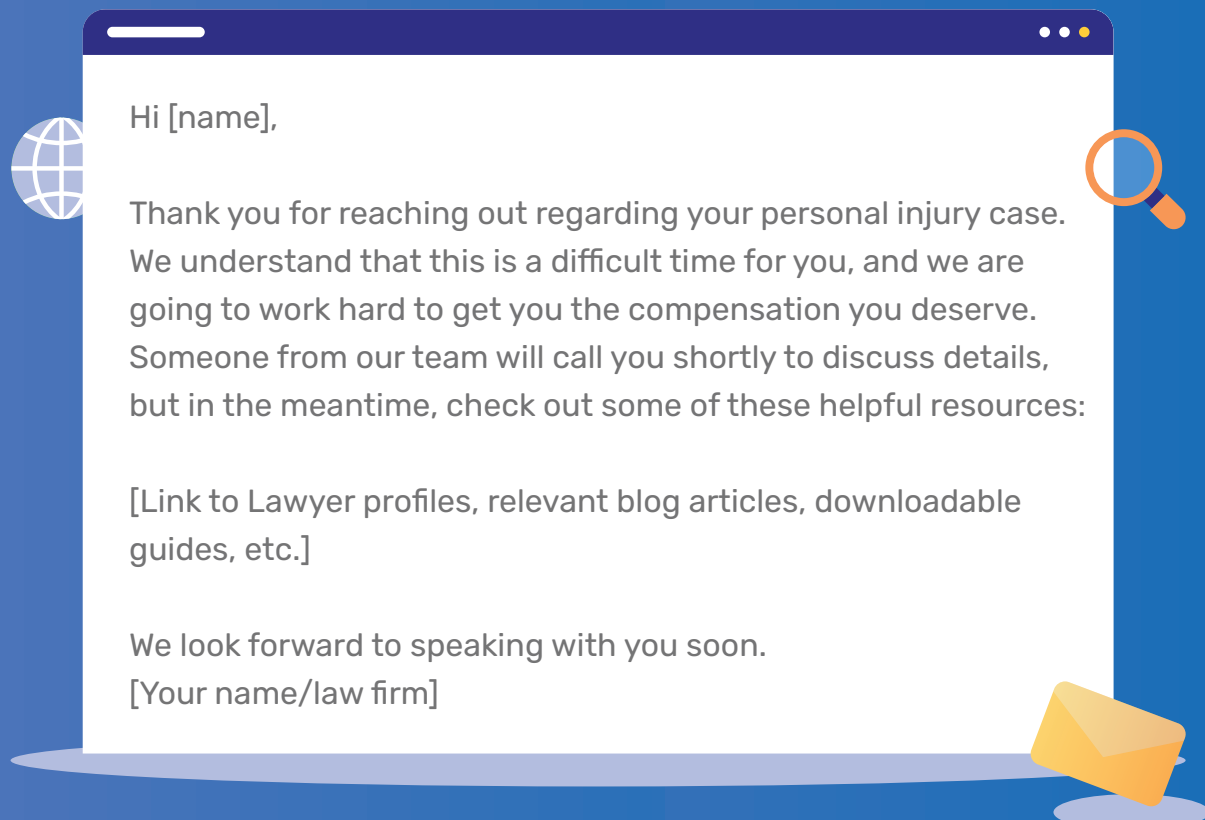 Hi [name],
Thank you for reaching out regarding your personal injury case.
We understand that this is a difficult time for you, and we are
going to work hard to get you the compensation you deserve.
Someone from our team will call you shortly to discuss details,
but in the meantime, check out some of these helpful resources:
[Link to Lawyer profiles, relevant blog articles, downloadable
guides, etc.]
We look forward to speaking with you soon.
[Your name/law firm]